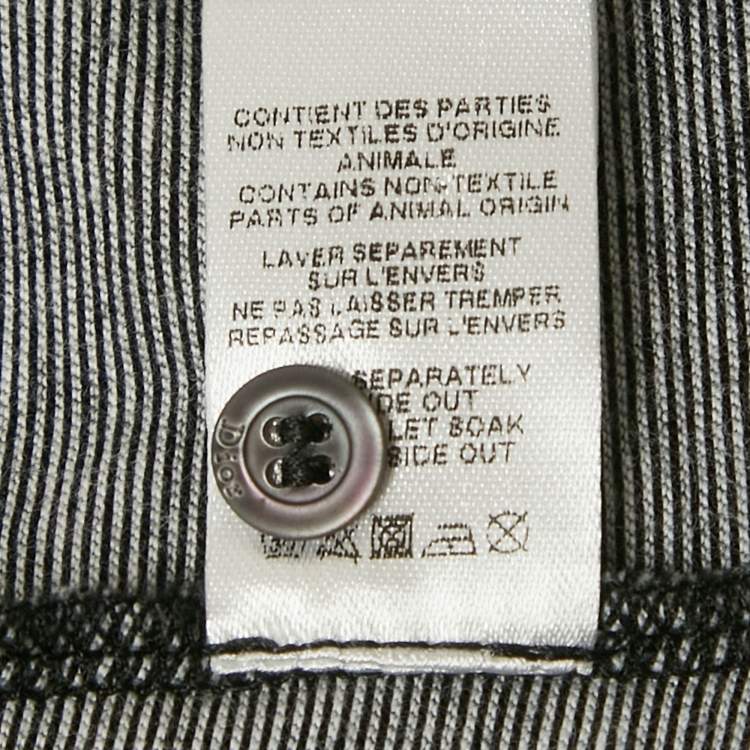 CONTIENT DES PARTIES
NON TEXTILES D'ORIGINE
ANIMALE
CONTAINS NON-TEXTILE
PARTS OF ANIMAL ORIGIN
LAVER SEPAREMENT
SUR L'ENVERS
NE PAS LAISSER TREMPER
REPASSAGE SUR L'ENVERS
SEPARATELY
OUT
LET SOAK
SIDE OUT
Dior